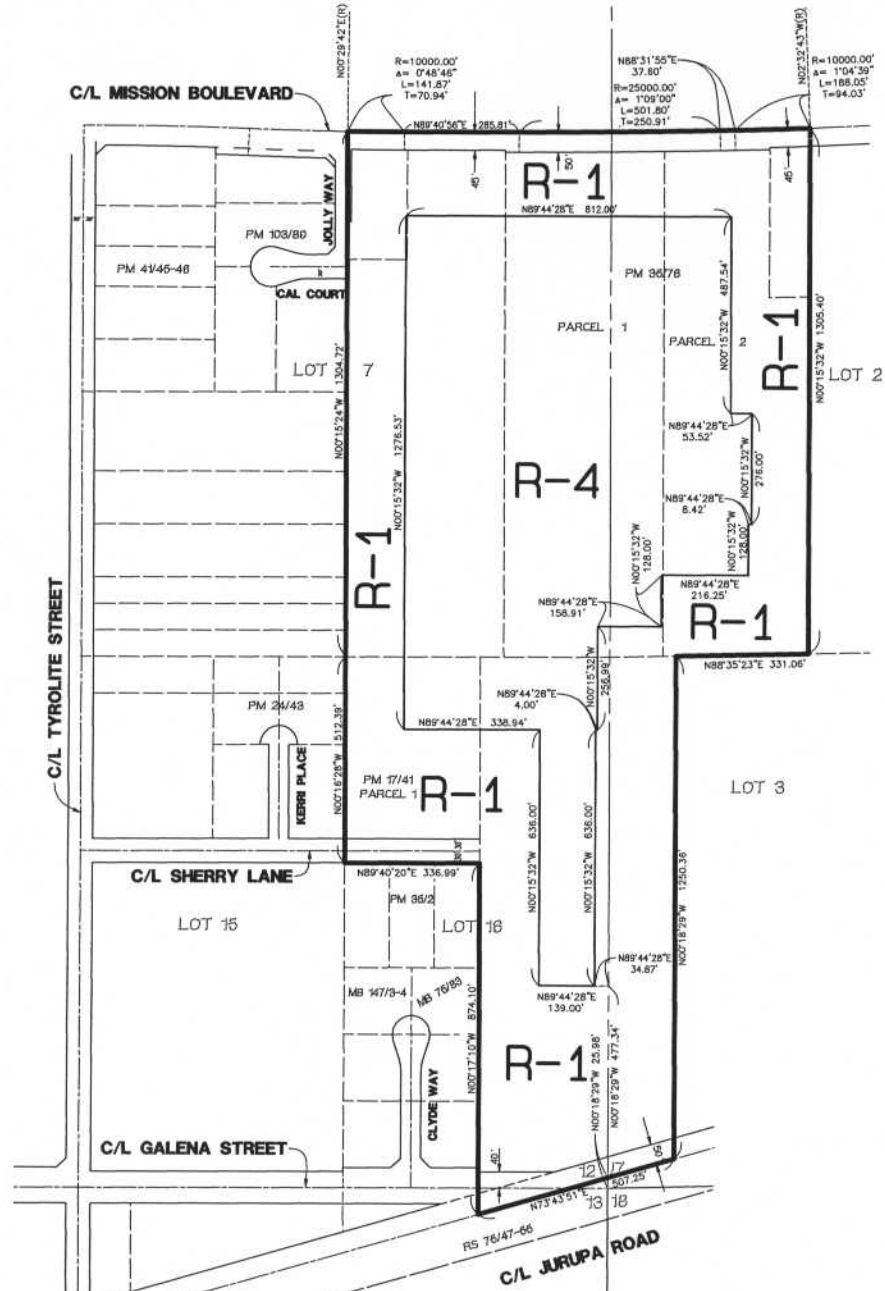 N00°29'42"E(R)
R=10000.00'
Δ= 0°48'46"
L=141.87'
T=70.94'
N88°31'55"E
37.60'
R=25000.00'
Δ= 1°09'00"
L=501.80'
T=250.91'
N02°32'43"W(R)
R=10000.00'
Δ= 1°04'39"
L=188.05'
T=94.03'
C/L MISSION BOULEVARD
N89°40'56"E 285.81'
45'
50'
45'
R-1
N89°44'28"E 812.00'
JOLLY WAY
PM 103/80
PM 41/45-46
CAL COURT
PM 36/76
N00°15'32"W 487.54'
PARCEL 1
PARCEL 2
R-1
N00°15'32"W 1305.40'
LOT 7
LOT 2
N00°15'24"W 1304.72'
N00°15'32"W 1276.53'
N89°44'28"E
53.52'
N00°15'32"W
276.00'
R-4
N89°44'28"E
8.42'
N00°15'32"W
128.00'
N00°15'32"W
128.00'
R-1
N89°44'28"E
216.25'
N89°44'28"E
158.91'
R-1
N88°35'23"E 331.06'
N00°15'32"W
256.99'
C/L TYROLITE STREET
N89°44'28"E
4.00'
PM 24/43
N89°44'28"E 338.94'
N00°16'28"W 512.39'
KERRI PLACE
PM 17/41
PARCEL 1
R-1
LOT 3
N00°15'32"W 636.00'
N00°15'32"W 636.00'
30'
30'
C/L SHERRY LANE
N89°40'20"E 336.99'
PM 36/2
LOT 15
LOT 16
N00°18'29"W 1250.36'
N89°44'28"E
34.87'
MB 147/3-4
MB 76/83
N00°17'10"W 874.10'
N89°44'28"E
139.00'
R-1
N00°18'29"W 25.98'
N00°18'29"W 477.34'
CLYDE WAY
C/L GALENA STREET
40'
12 17
13 18
N73°43'51"E
507.25'
RS 76/47-66
C/L JURUPA ROAD